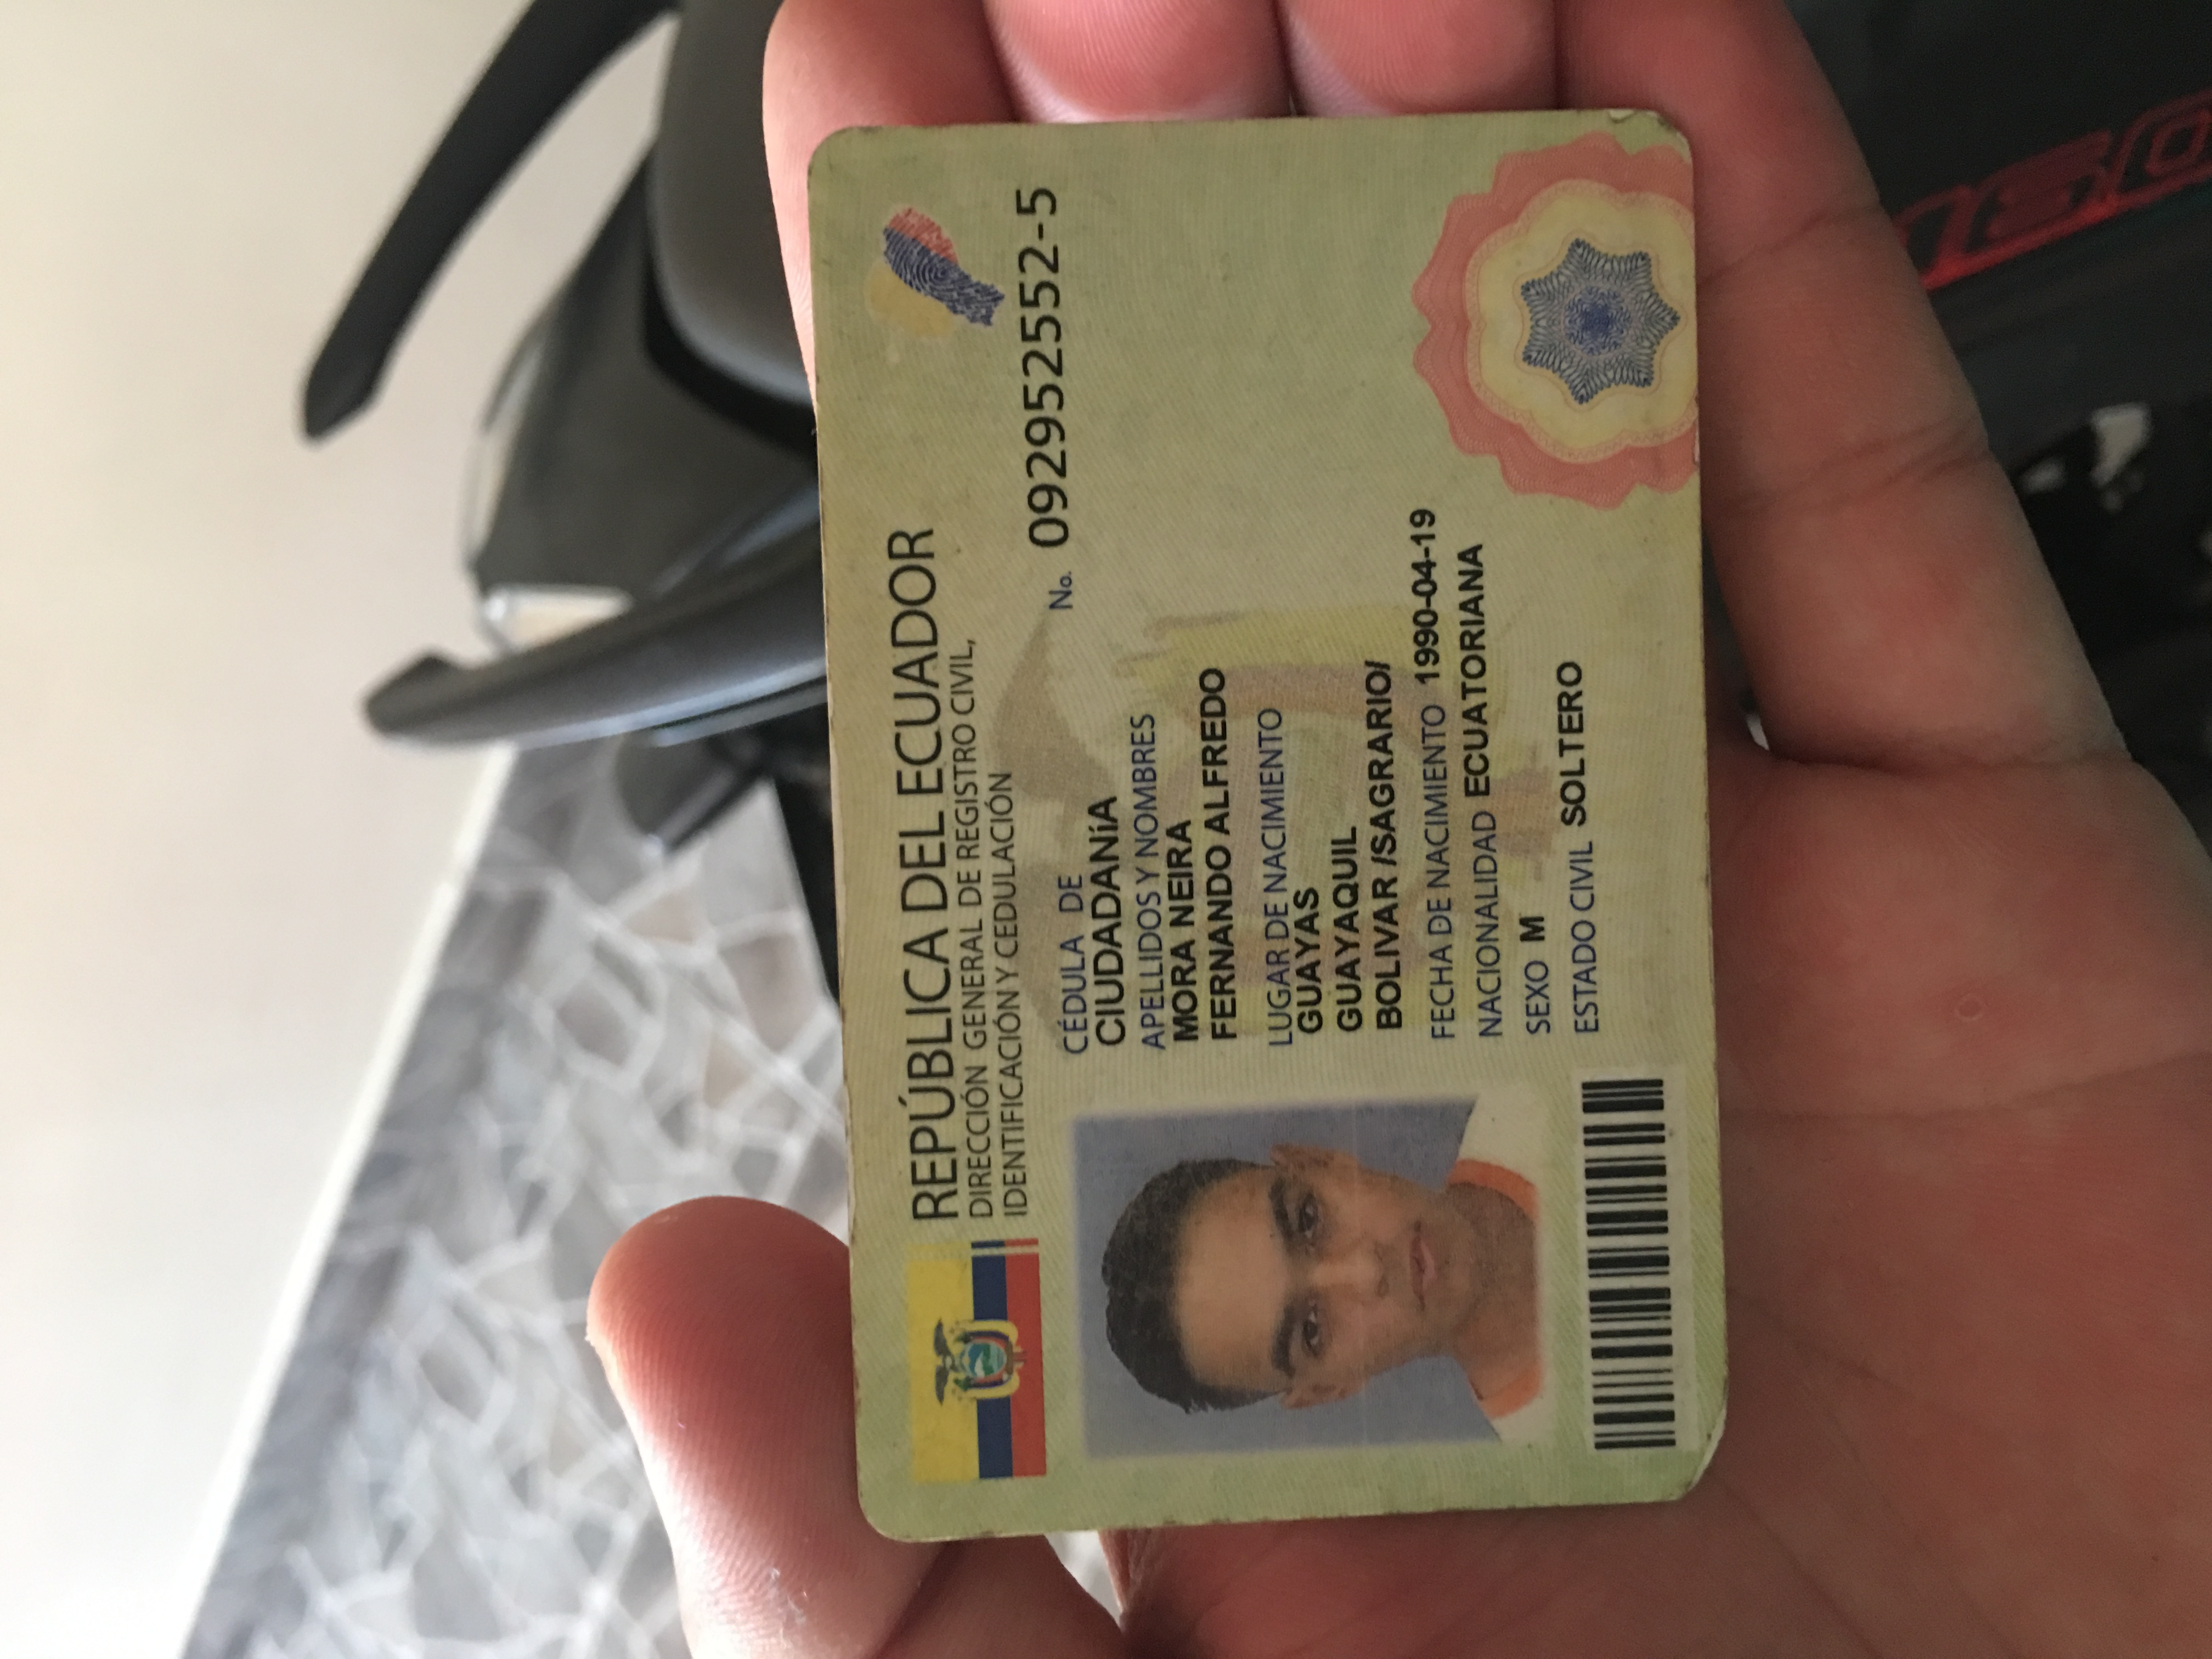 REPÚBLICA DEL ECUADOR
DIRECCIÓN GENERAL DE REGISTRO CIVIL,
IDENTIFICACIÓN Y CEDULACIÓN
No. 092952552-5
CÉDULA DE
CIUDADANíA
APELLIDOS Y NOMBRES
MORA NEIRA
FERNANDO ALFREDO
LUGAR DE NACIMIENTO
GUAYAS
GUAYAQUIL
BOLIVAR /SAGRARIO/
FECHA DE NACIMIENTO 1990-04-19
NACIONALIDAD ECUATORIANA
SEXO M
ESTADO CIVIL SOLTERO